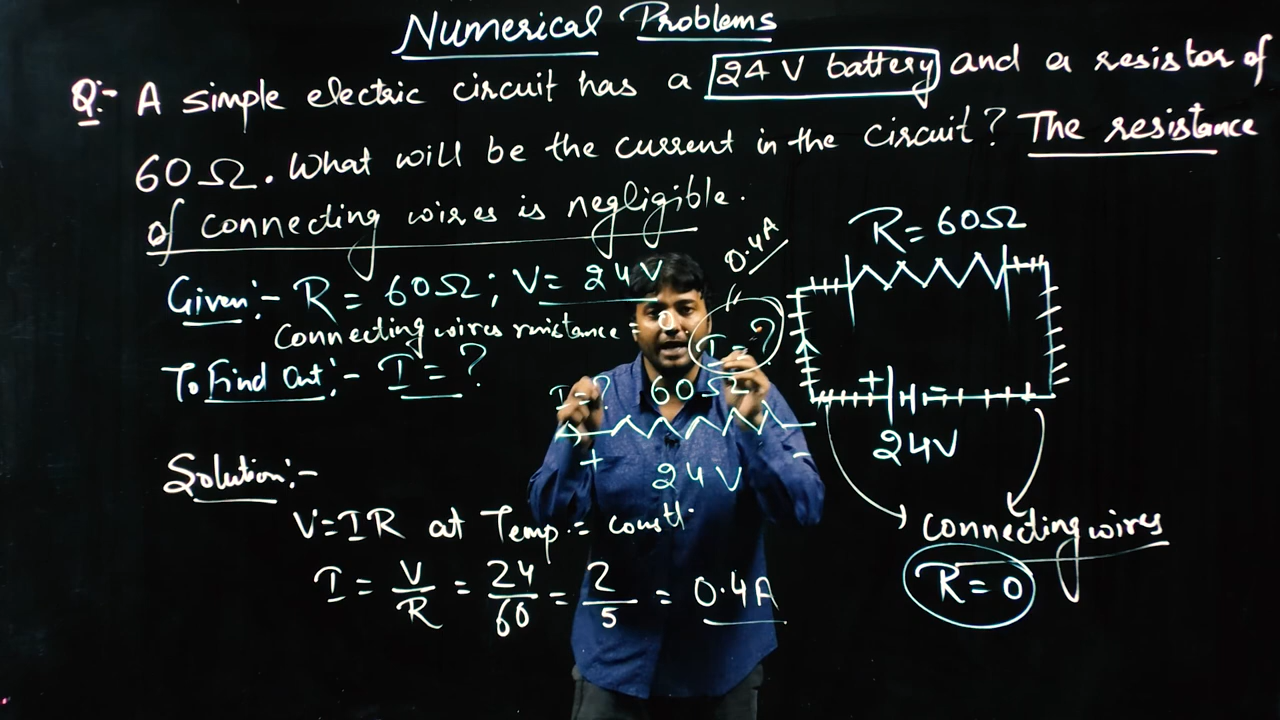 Numerical Problems
Q:- A simple electric circuit has a 24 V battery and a resistor of
60Ω. What will be the current in the circuit? The resistance
of connecting wires is negligible.
Given:- R = 60Ω; V = 24V
Connecting wires resistance = 0
To Find Out:- I = ?
0.4A
I = ?
I=? 60Ω
+ 24V -
Solution:-
V=IR at Temp. = constt.
I = V/R = 24/60 = 2/5 = 0.4A
R = 60Ω
+ -
24V
connecting wires
R = 0